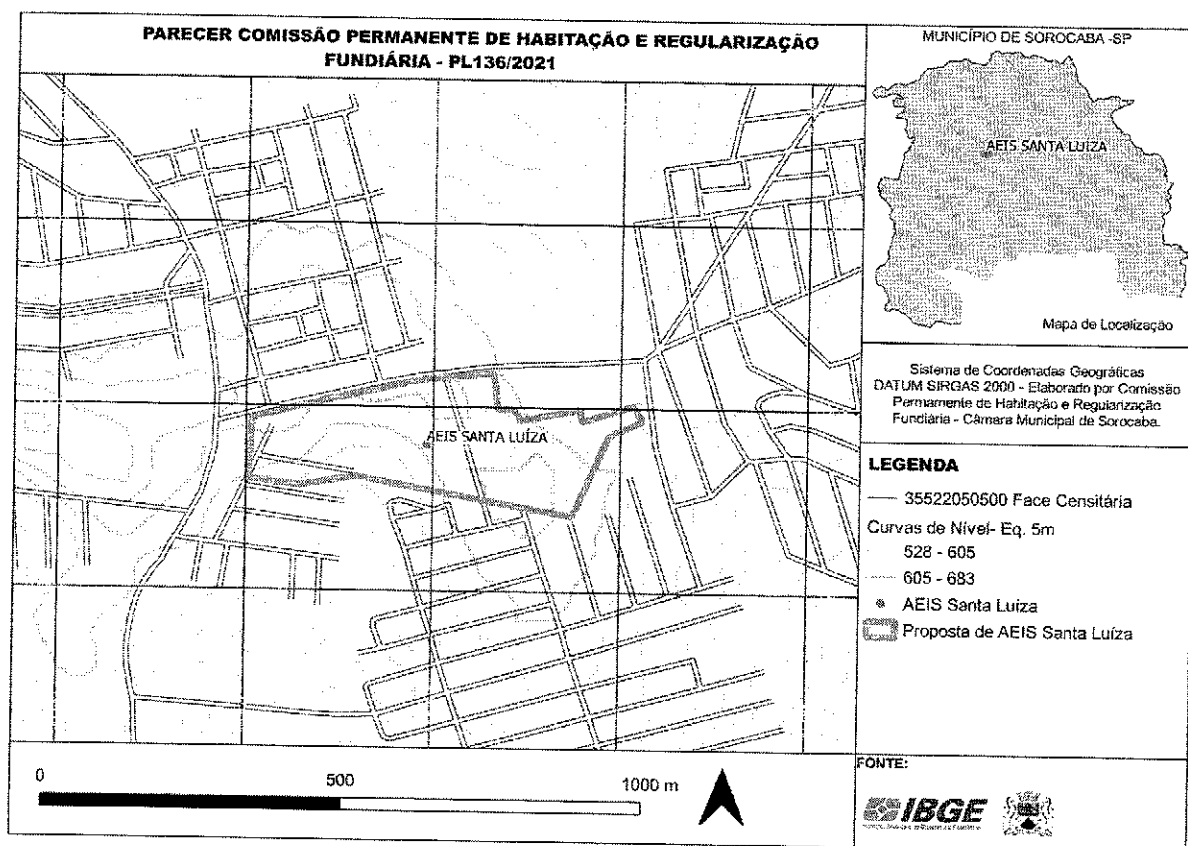 PARECER COMISSÃO PERMANENTE DE HABITAÇÃO E REGULARIZAÇÃO
FUNDIÁRIA - PL136/2021
AEIS SANTA LUÍZA
0
500
1000 m
MUNICÍPIO DE SOROCABA -SP
AEIS SANTA LUÍZA
Mapa de Localização
Sistema de Coordenadas Geográficas
DATUM SIRGAS 2000 - Elaborado por Comissão
Permamente de Habitação e Regularização
Fundiária - Câmara Municipal de Sorocaba.
LEGENDA
35522050500 Face Censitária
Curvas de Nível- Eq. 5m
528 - 605
605 - 683
AEIS Santa Luíza
Proposta de AEIS Santa Luíza
FONTE:
IBGE